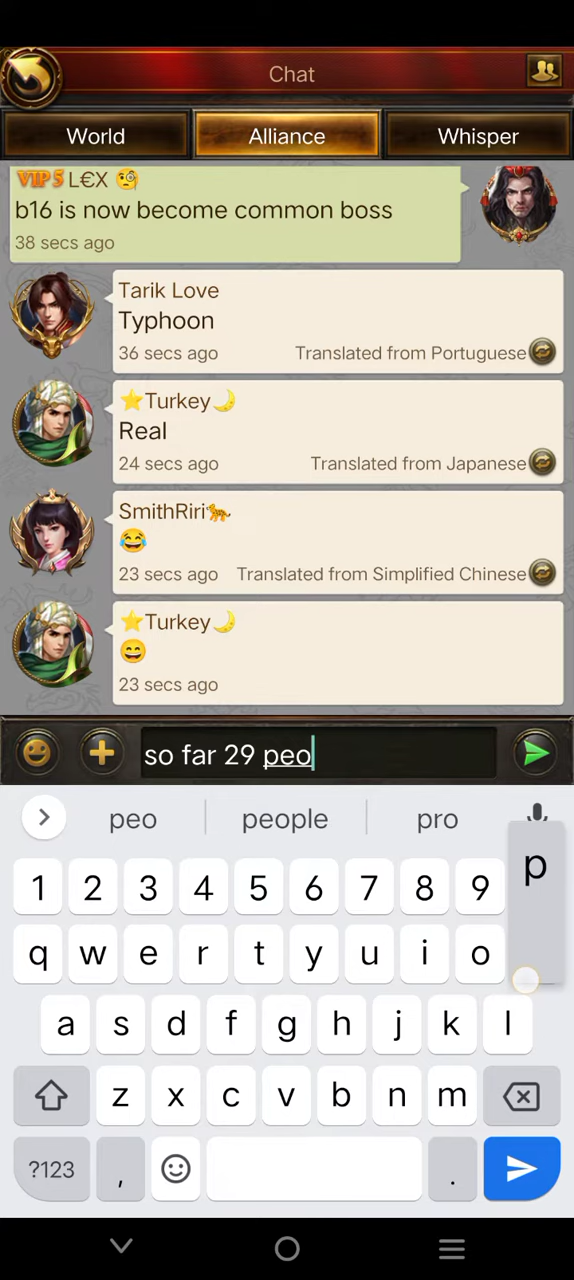 Chat
World
Alliance
Whisper
VIP 5 L€X 🧐
b16 is now become common boss
38 secs ago
Tarik Love
Typhoon
36 secs ago Translated from Portuguese
⭐Turkey🌙
Real
24 secs ago Translated from Japanese
SmithRiri🐆
😂
23 secs ago Translated from Simplified Chinese
⭐Turkey🌙
😄
23 secs ago
so far 29 peo
peo people pro
p
1 2 3 4 5 6 7 8 9
q w e r t y u i o
a s d f g h j k l
z x c v b n m
?123 , .